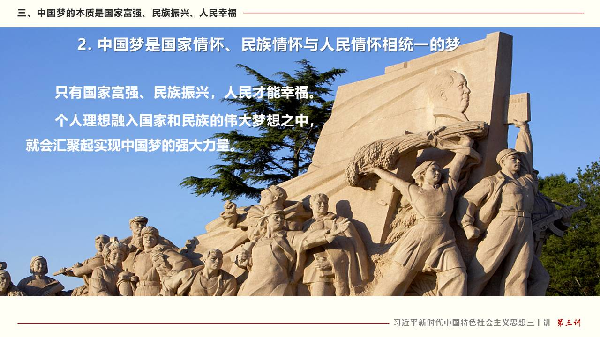 三、中国梦的本质是国家富强、民族振兴、人民幸福
2. 中国梦是国家情怀、民族情怀与人民情怀相统一的梦
只有国家富强、民族振兴，人民才能幸福。
个人理想融入国家和民族的伟大梦想之中，
就会汇聚起实现中国梦的强大力量。
习近平新时代中国特色社会主义思想三十讲 第三讲